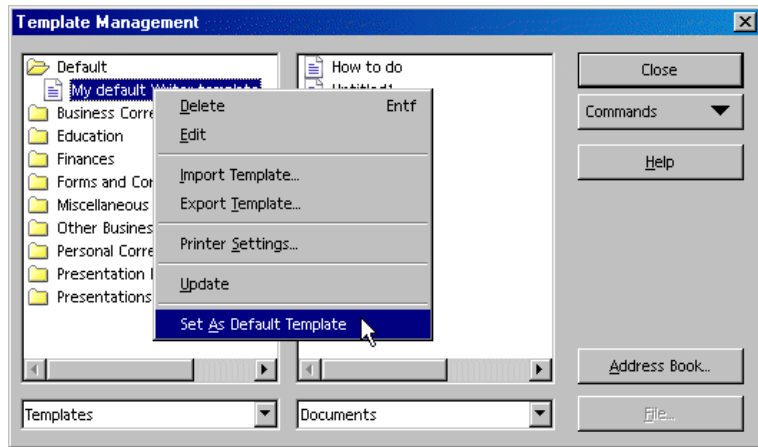 Template Management
Default
My default Writer template
Business Corre
Education
Finances
Forms and Cor
Miscellaneous
Other Busines
Personal Corre
Presentation
Presentations
Delete Entf
Edit
Import Template...
Export Template...
Printer Settings...
Update
Set As Default Template
How to do
Untitled1
Close
Commands
Help
Address Book...
Templates
Documents
File...